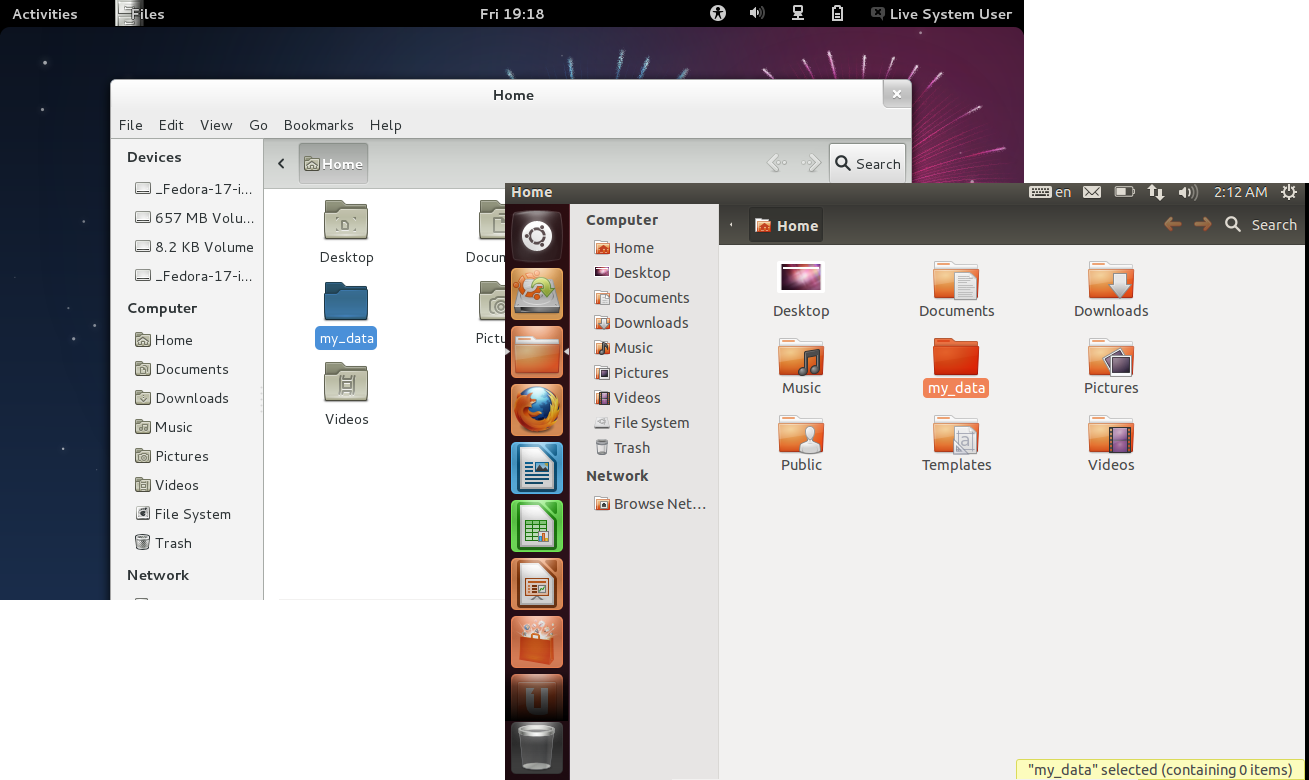 Activities Files Fri 19:18 Live System User
Home
File Edit View Go Bookmarks Help
Devices
_Fedora-17-i...
657 MB Volu...
8.2 KB Volume
_Fedora-17-i...
Computer
Home
Documents
Downloads
Music
Pictures
Videos
File System
Trash
Network
Home Search
Desktop Docum
my_data Pictu
Videos
Home en 2:12 AM
Computer
Home
Desktop
Documents
Downloads
Music
Pictures
Videos
File System
Trash
Network
Browse Net...
Home Search
Desktop Documents Downloads
Music my_data Pictures
Public Templates Videos
"my_data" selected (containing 0 items)